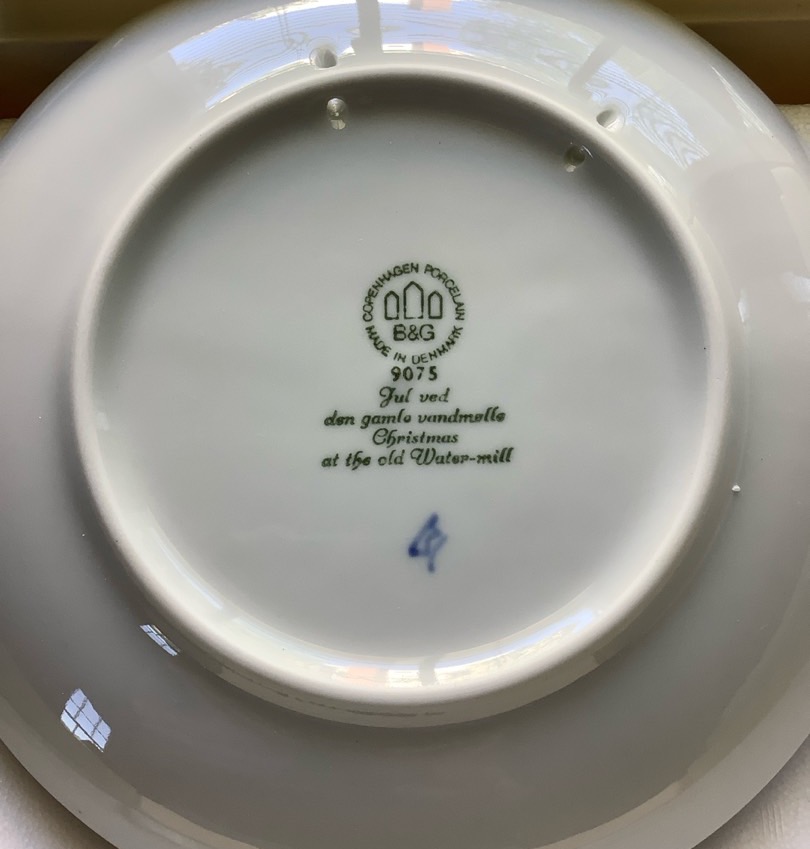 COPENHAGEN PORCELAIN
B&G
MADE IN DENMARK
9075
Jul ved
den gamle vandmølle
Christmas
at the old Water-mill